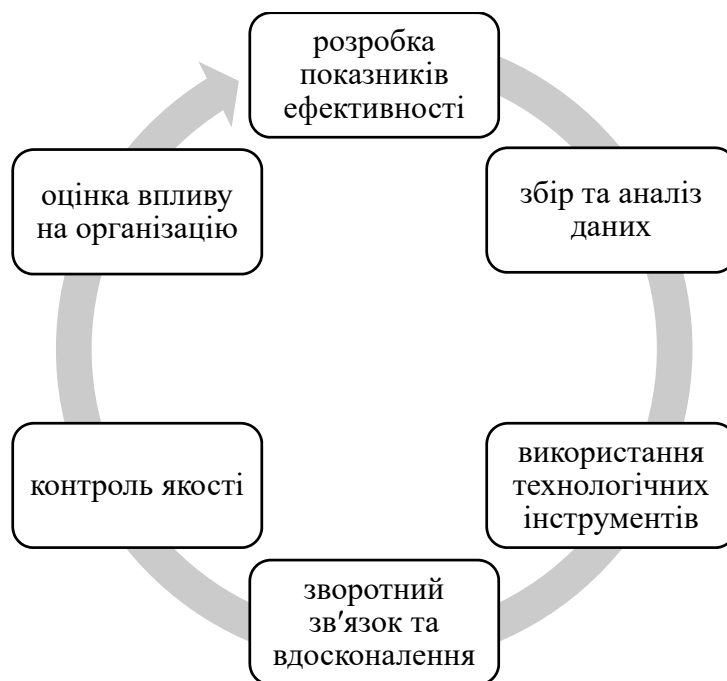 розробка
показників
ефективності
збір та аналіз
даних
використання
технологічних
інструментів
зворотний
зв'язок та
вдосконалення
контроль якості
оцінка впливу
на організацію